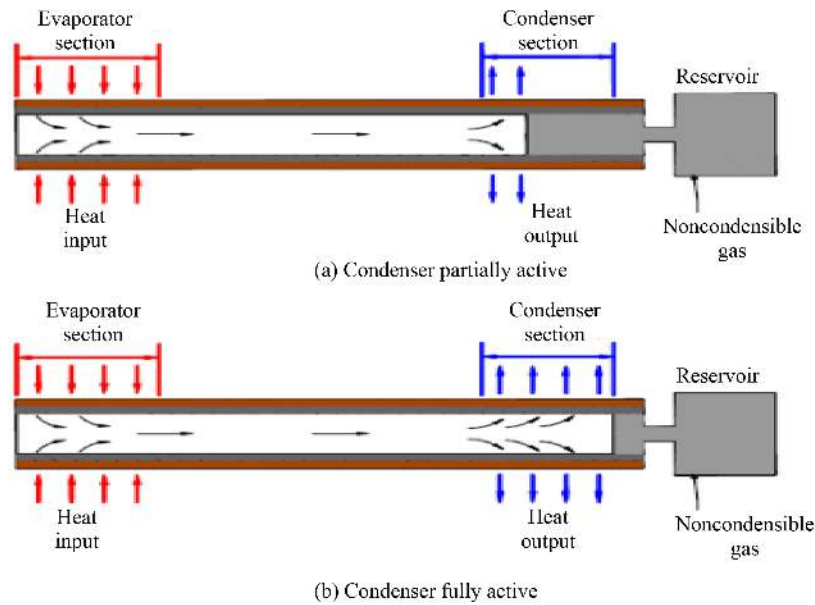 Evaporator
section
Condenser
section
Reservoir
Heat
input
Heat
output
Noncondensible
gas
(a) Condenser partially active
Evaporator
section
Condenser
section
Reservoir
Heat
input
Heat
output
Noncondensible
gas
(b) Condenser fully active